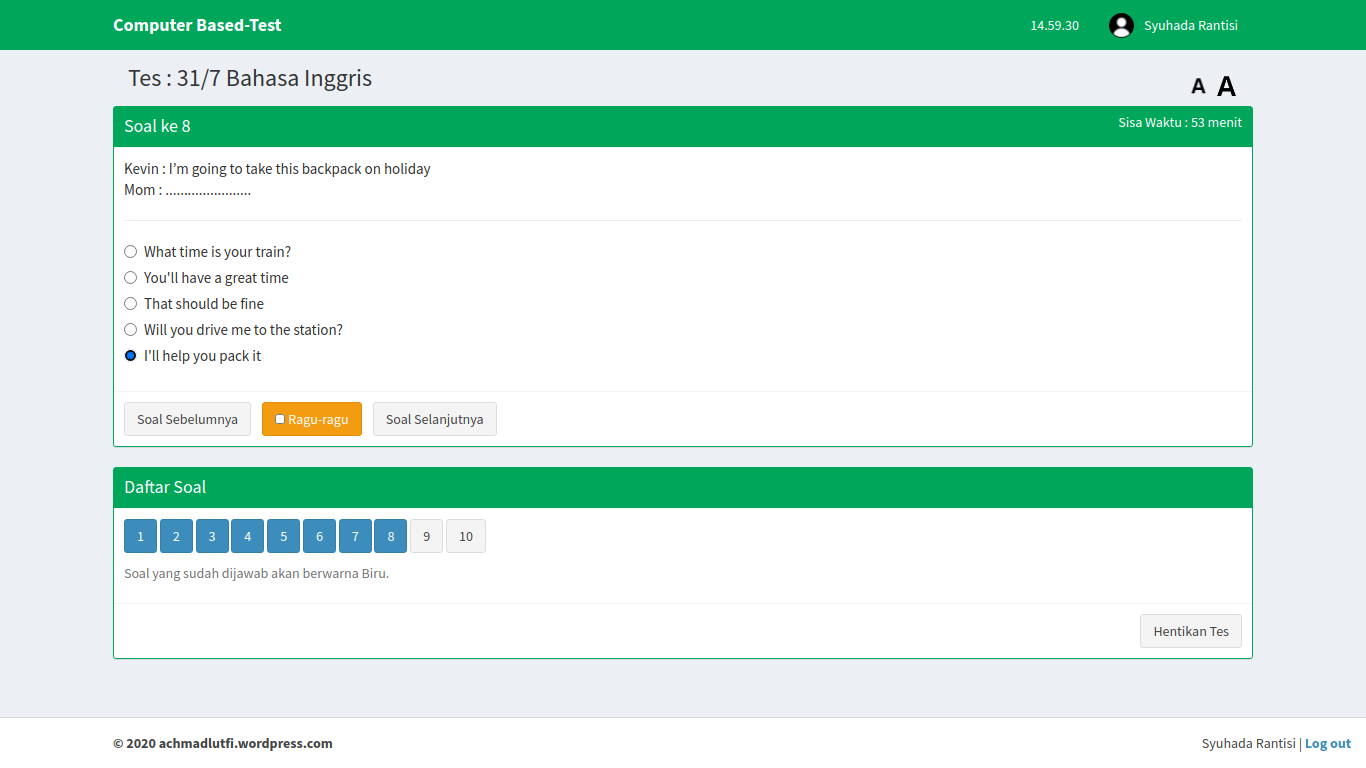 Computer Based-Test
14.59.30
Syuhada Rantisi
Tes : 31/7 Bahasa Inggris
A A
Soal ke 8
Sisa Waktu : 53 menit
Kevin : I’m going to take this backpack on holiday
Mom : .......................
What time is your train?
You'll have a great time
That should be fine
Will you drive me to the station?
I'll help you pack it
Soal Sebelumnya
Ragu-ragu
Soal Selanjutnya
Daftar Soal
1 2 3 4 5 6 7 8 9 10
Soal yang sudah dijawab akan berwarna Biru.
Hentikan Tes
© 2020 achmadlutfi.wordpress.com
Syuhada Rantisi | Log out